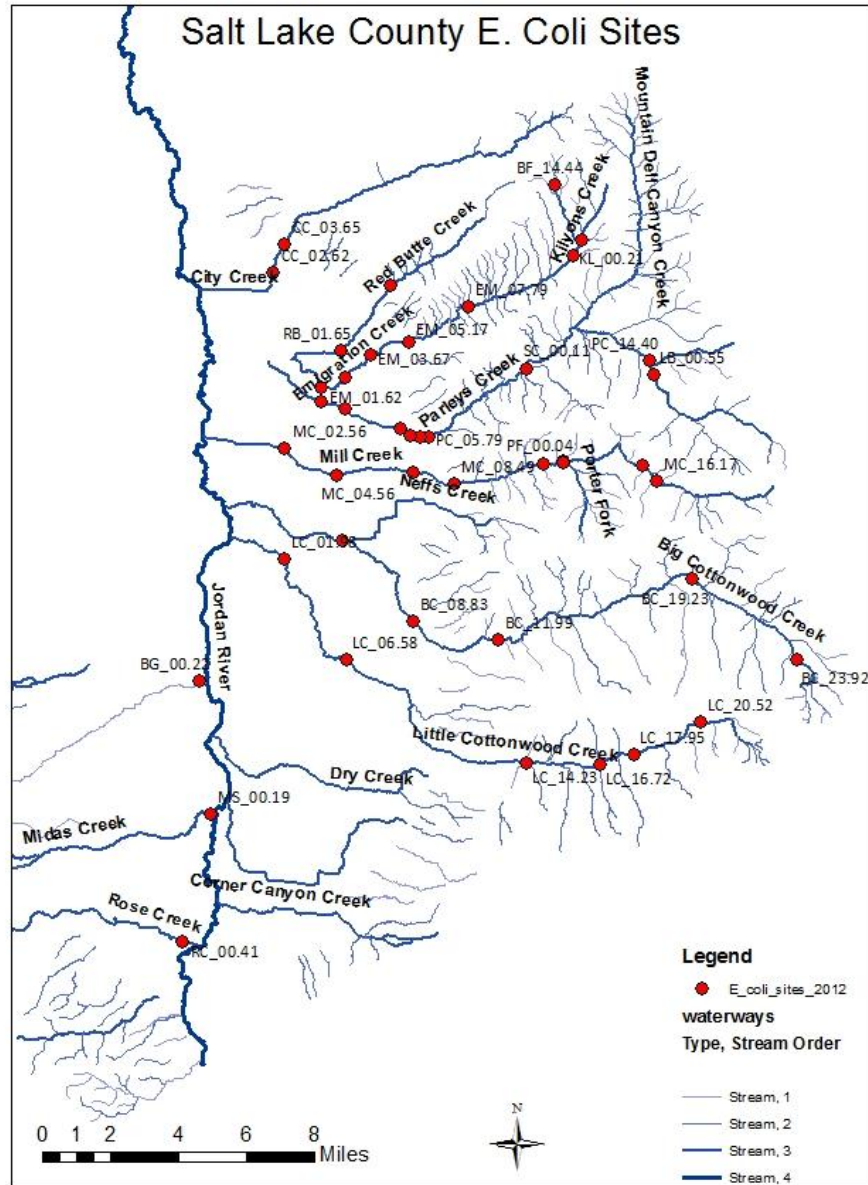 Salt Lake County E. Coli Sites
Mountain Dell Canyon Creek
BF_14.44
Killyons Creek
CC_03.65
CC_02.62
City Creek
Red Butte Creek
KL_00.21
EM_07.79
RB_01.65
EM_05.17
Emigration Creek
EM_03.67
SC_00.11
PC_14.40
LB_00.55
EM_01.62
Parleys Creek
MC_02.56
PC_05.79
Mill Creek
PF_00.04
MC_08.49
Porter Fork
MC_16.17
MC_04.56
Neffs Creek
Big Cottonwood Creek
Jordan River
BC_08.83
BC_19.23
BC_11.99
LC_06.58
BG_00.22
BC_23.92
LC_20.52
Little Cottonwood Creek
LC_17.95
LC_14.23
LC_16.72
Dry Creek
MS_00.19
Midas Creek
Corner Canyon Creek
Rose Creek
RC_00.41
Legend
E_coli_sites_2012
waterways
Type, Stream Order
Stream, 1
Stream, 2
Stream, 3
Stream, 4
N
0 1 2 4 6 8
Miles